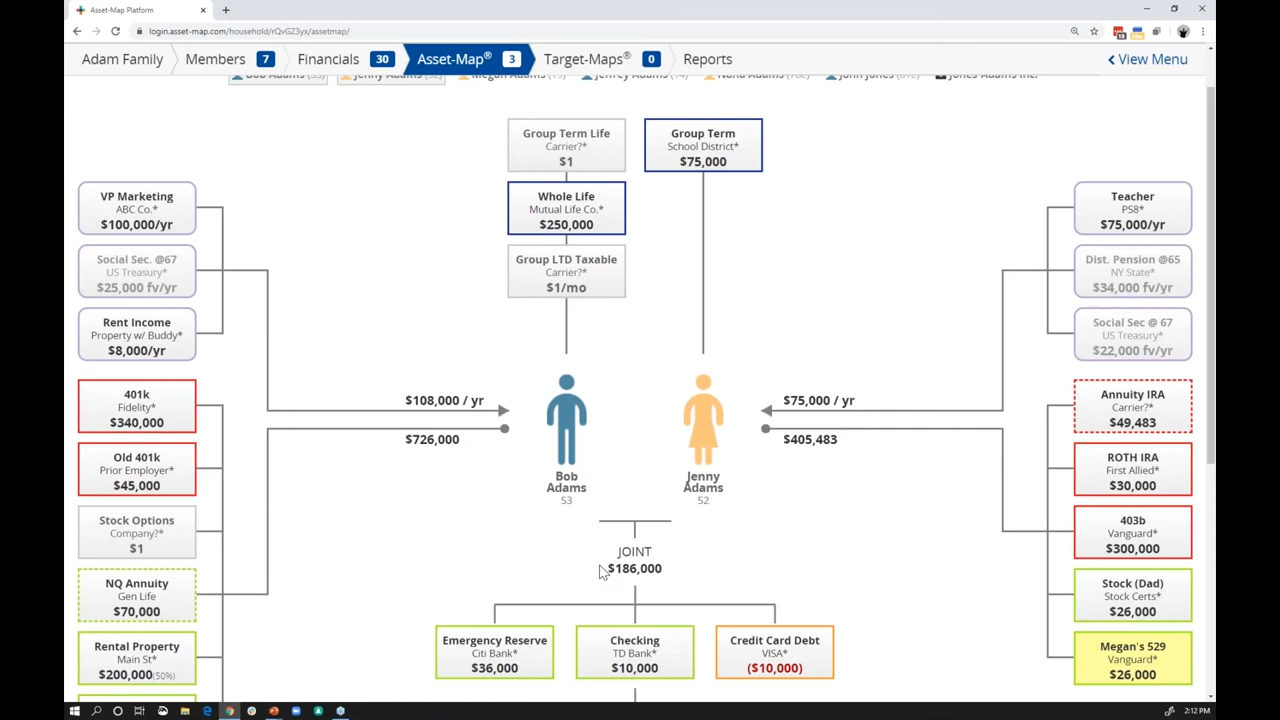 Asset-Map Platform
login.asset-map.com/household/rQvGZ3yx/assetmap/
Adam Family
Members 7
Financials 30
Asset-Map® 3
Target-Maps® 0
Reports
View Menu
Bob Adams (53)
Jenny Adams (52)
Megan Adams
Jeffrey Adams (14)
Nana Adams
John Jones
Jones Adams Inc.
Group Term Life
Carrier?*
$1
Group Term
School District*
$75,000
Whole Life
Mutual Life Co.*
$250,000
Group LTD Taxable
Carrier?*
$1/mo
VP Marketing
ABC Co.*
$100,000/yr
Social Sec. @67
US Treasury*
$25,000 fv/yr
Rent Income
Property w/ Buddy*
$8,000/yr
401k
Fidelity*
$340,000
Old 401k
Prior Employer*
$45,000
Stock Options
Company?*
$1
NQ Annuity
Gen Life
$70,000
Rental Property
Main St*
$200,000(50%)
$108,000 / yr
$726,000
Bob
Adams
53
Jenny
Adams
52
$75,000 / yr
$405,483
JOINT
$186,000
Emergency Reserve
Citi Bank*
$36,000
Checking
TD Bank*
$10,000
Credit Card Debt
VISA*
($10,000)
Teacher
PS8*
$75,000/yr
Dist. Pension @65
NY State*
$34,000 fv/yr
Social Sec @ 67
US Treasury*
$22,000 fv/yr
Annuity IRA
Carrier?*
$49,483
ROTH IRA
First Allied*
$30,000
403b
Vanguard*
$300,000
Stock (Dad)
Stock Certs*
$26,000
Megan's 529
Vanguard*
$26,000
2:12 PM